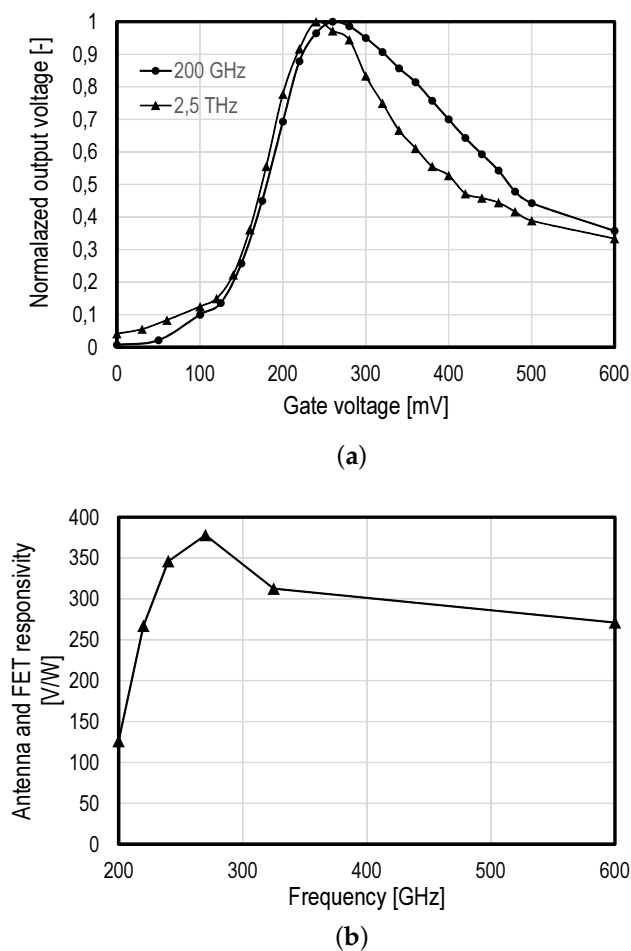 Normalazed output voltage [-]
1
0,9
0,8
0,7
0,6
0,5
0,4
0,3
0,2
0,1
0
200 GHz
2,5 THz
0 100 200 300 400 500 600
Gate voltage [mV]
(a)
Antenna and FET responsivity
[V/W]
400
350
300
250
200
150
100
50
0
200 300 400 500 600
Frequency [GHz]
(b)